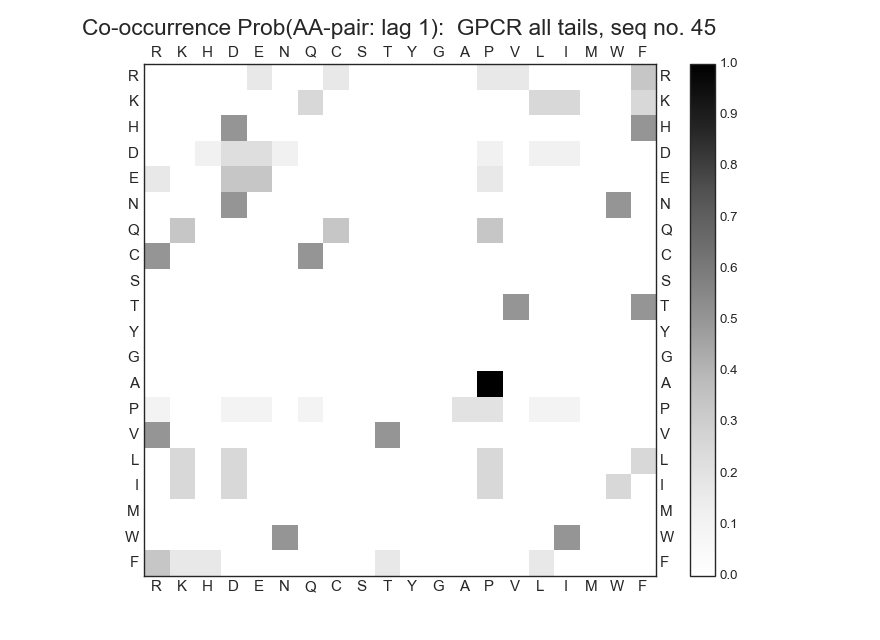 Co-occurrence Prob(AA-pair: lag 1):  GPCR all tails, seq no. 45
R K H D E N Q C S T Y G A P V L I M W F
R R 1.0
K K 0.9
H H
D D 0.8
E E
N N 0.7
Q Q
C C 0.6
S S
T T 0.5
Y Y
G G 0.4
A A
P P 0.3
V V
L L 0.2
I I
M M 0.1
W W
F F 0.0
R K H D E N Q C S T Y G A P V L I M W F